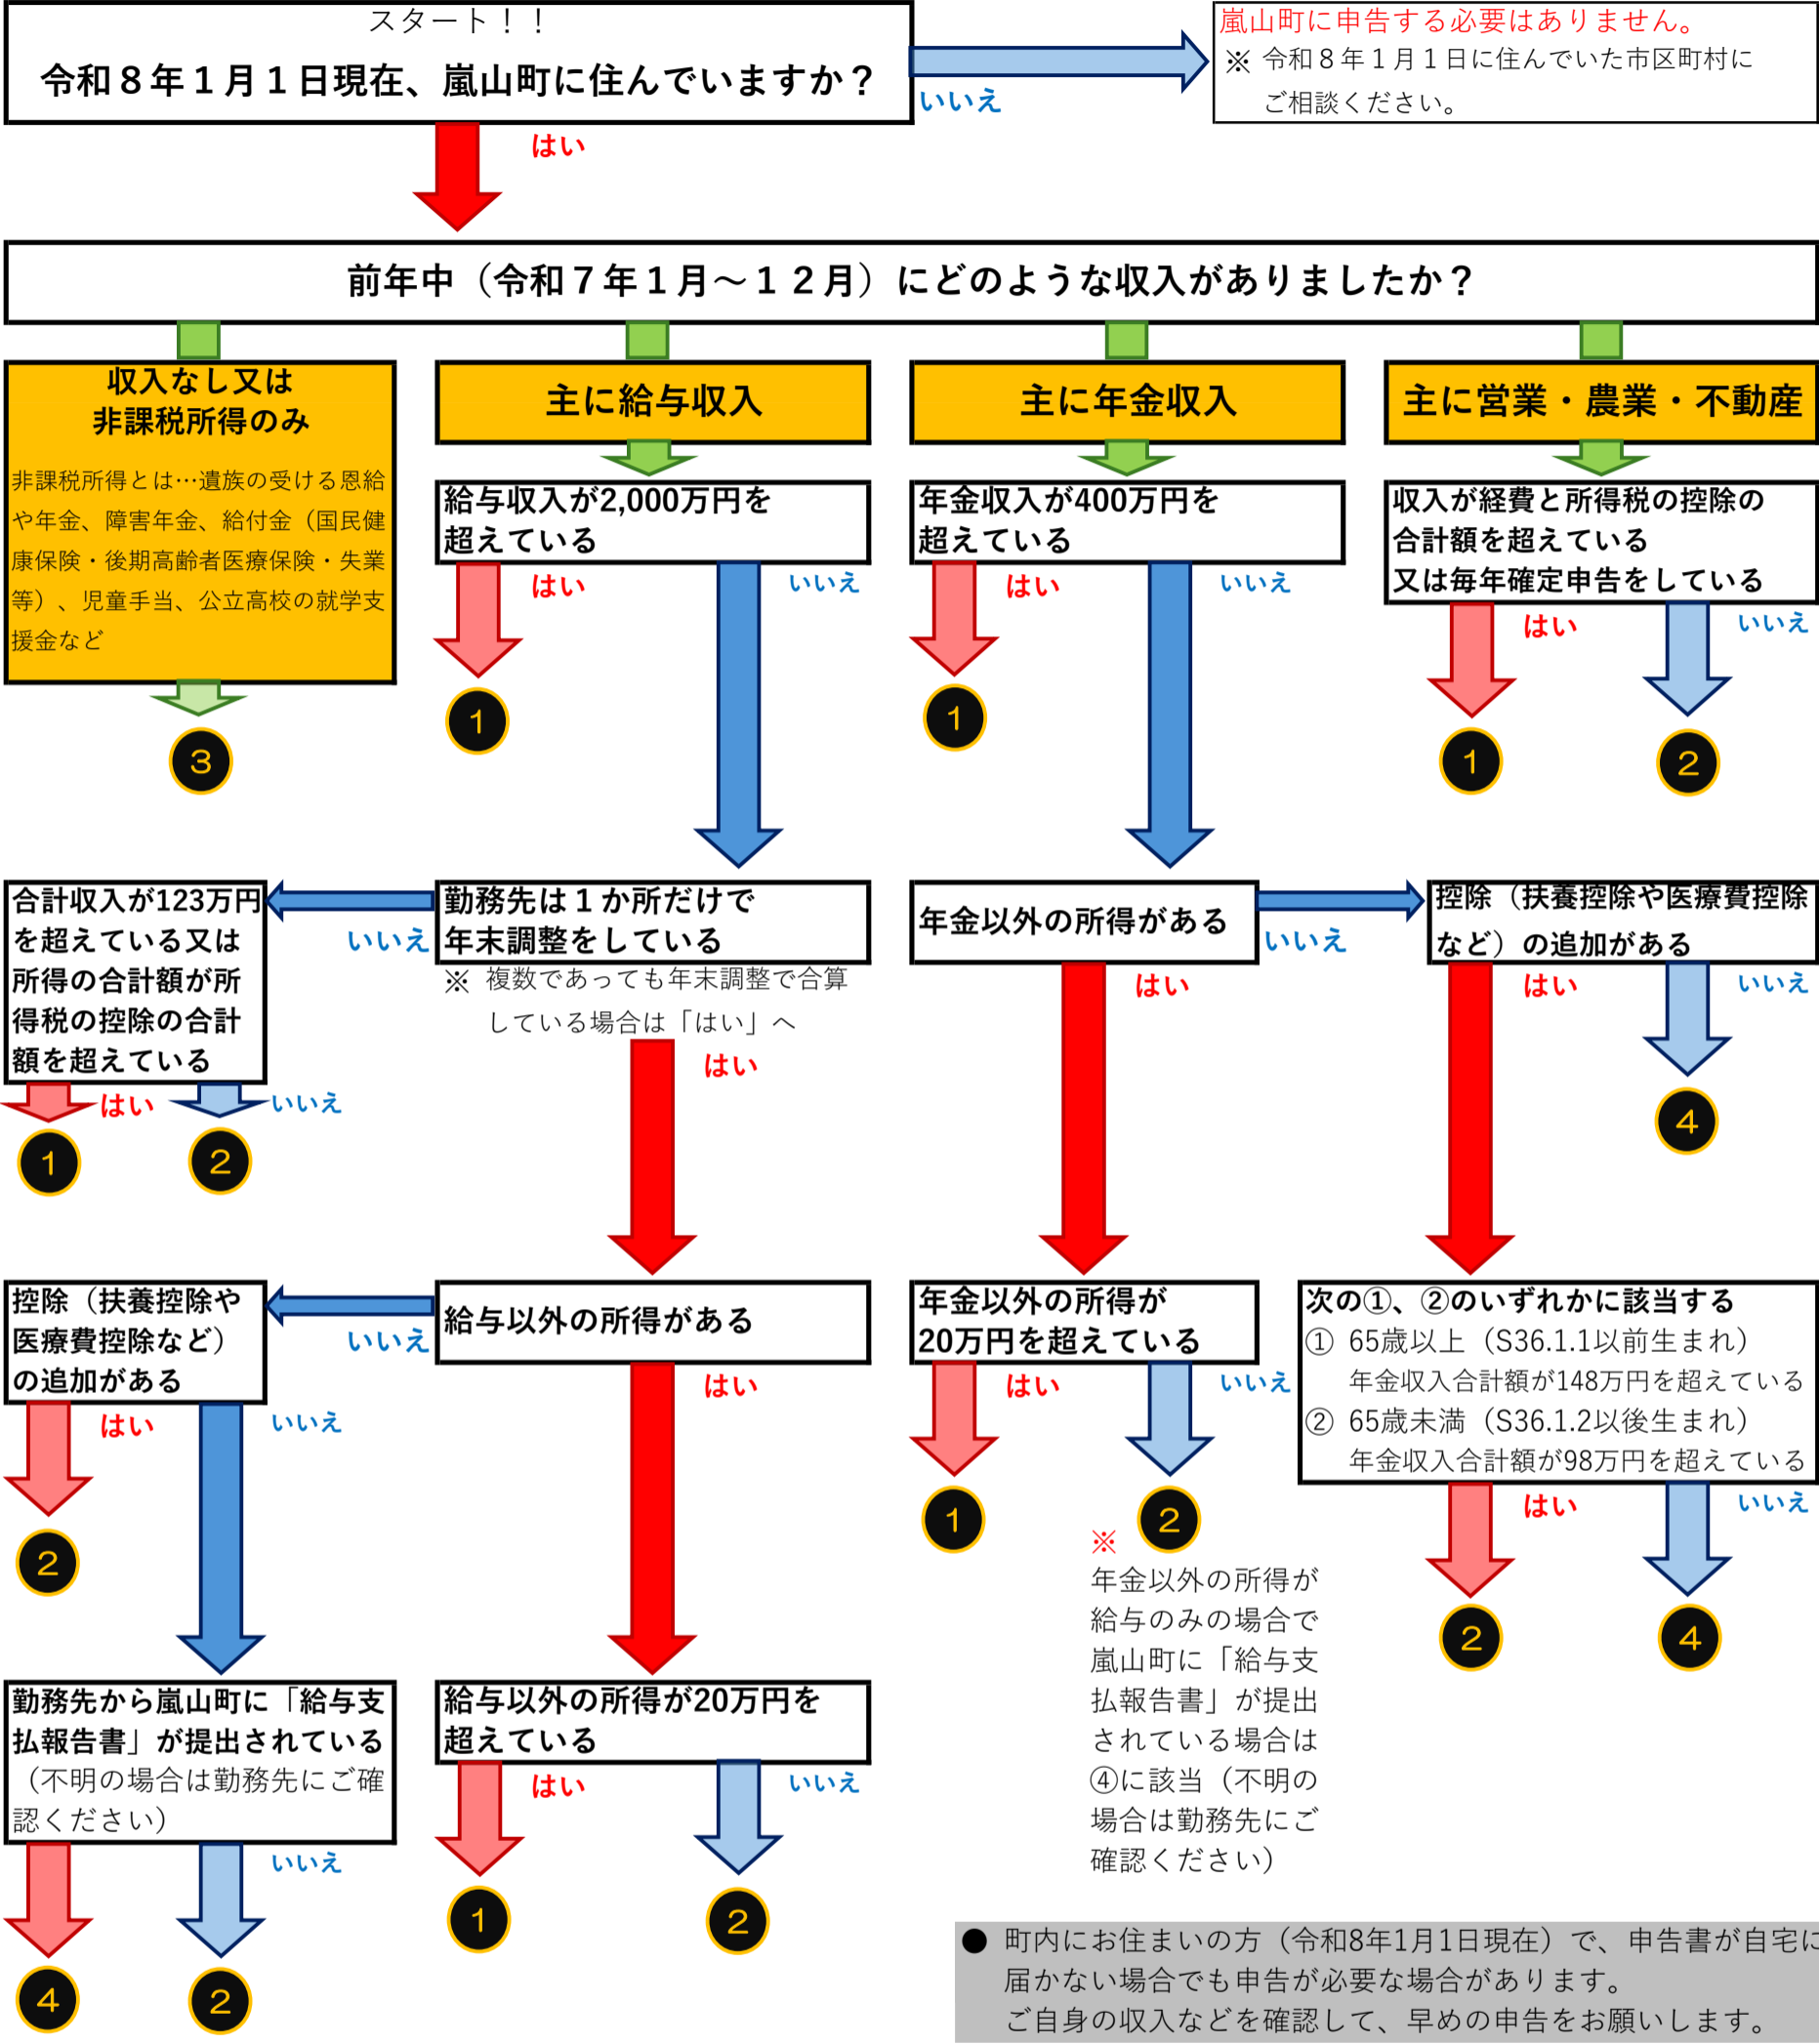 スタート！！
令和８年１月１日現在、嵐山町に住んでいますか？
いいえ
嵐山町に申告する必要はありません。
※ 令和８年１月１日に住んでいた市区町村に
ご相談ください。
はい
前年中（令和７年１月～１２月）にどのような収入がありましたか？
収入なし又は
非課税所得のみ
非課税所得とは…遺族の受ける恩給
や年金、障害年金、給付金（国民健
康保険・後期高齢者医療保険・失業
等）、児童手当、公立高校の就学支
援金など
3
主に給与収入
給与収入が2,000万円を
超えている
はい
いいえ
1
主に年金収入
年金収入が400万円を
超えている
はい
いいえ
1
主に営業・農業・不動産
収入が経費と所得税の控除の
合計額を超えている
又は毎年確定申告をしている
はい
いいえ
1
2
合計収入が123万円
を超えている又は
所得の合計額が所
得税の控除の合計
額を超えている
はい
いいえ
1
2
いいえ
勤務先は１か所だけで
年末調整をしている
※ 複数であっても年末調整で合算
している場合は「はい」へ
はい
年金以外の所得がある
いいえ
はい
控除（扶養控除や医療費控除
など）の追加がある
はい
いいえ
4
控除（扶養控除や
医療費控除など）
の追加がある
はい
いいえ
2
いいえ
給与以外の所得がある
はい
年金以外の所得が
20万円を超えている
はい
いいえ
1
2
※
年金以外の所得が
給与のみの場合で
嵐山町に「給与支
払報告書」が提出
されている場合は
④に該当（不明の
場合は勤務先にご
確認ください）
次の①、②のいずれかに該当する
① 65歳以上（S36.1.1以前生まれ）
年金収入合計額が148万円を超えている
② 65歳未満（S36.1.2以後生まれ）
年金収入合計額が98万円を超えている
はい
いいえ
2
4
勤務先から嵐山町に「給与支
払報告書」が提出されている
（不明の場合は勤務先にご確
認ください）
いいえ
4
2
給与以外の所得が20万円を
超えている
はい
いいえ
1
2
● 町内にお住まいの方（令和8年1月1日現在）で、申告書が自宅に
届かない場合でも申告が必要な場合があります。
ご自身の収入などを確認して、早めの申告をお願いします。